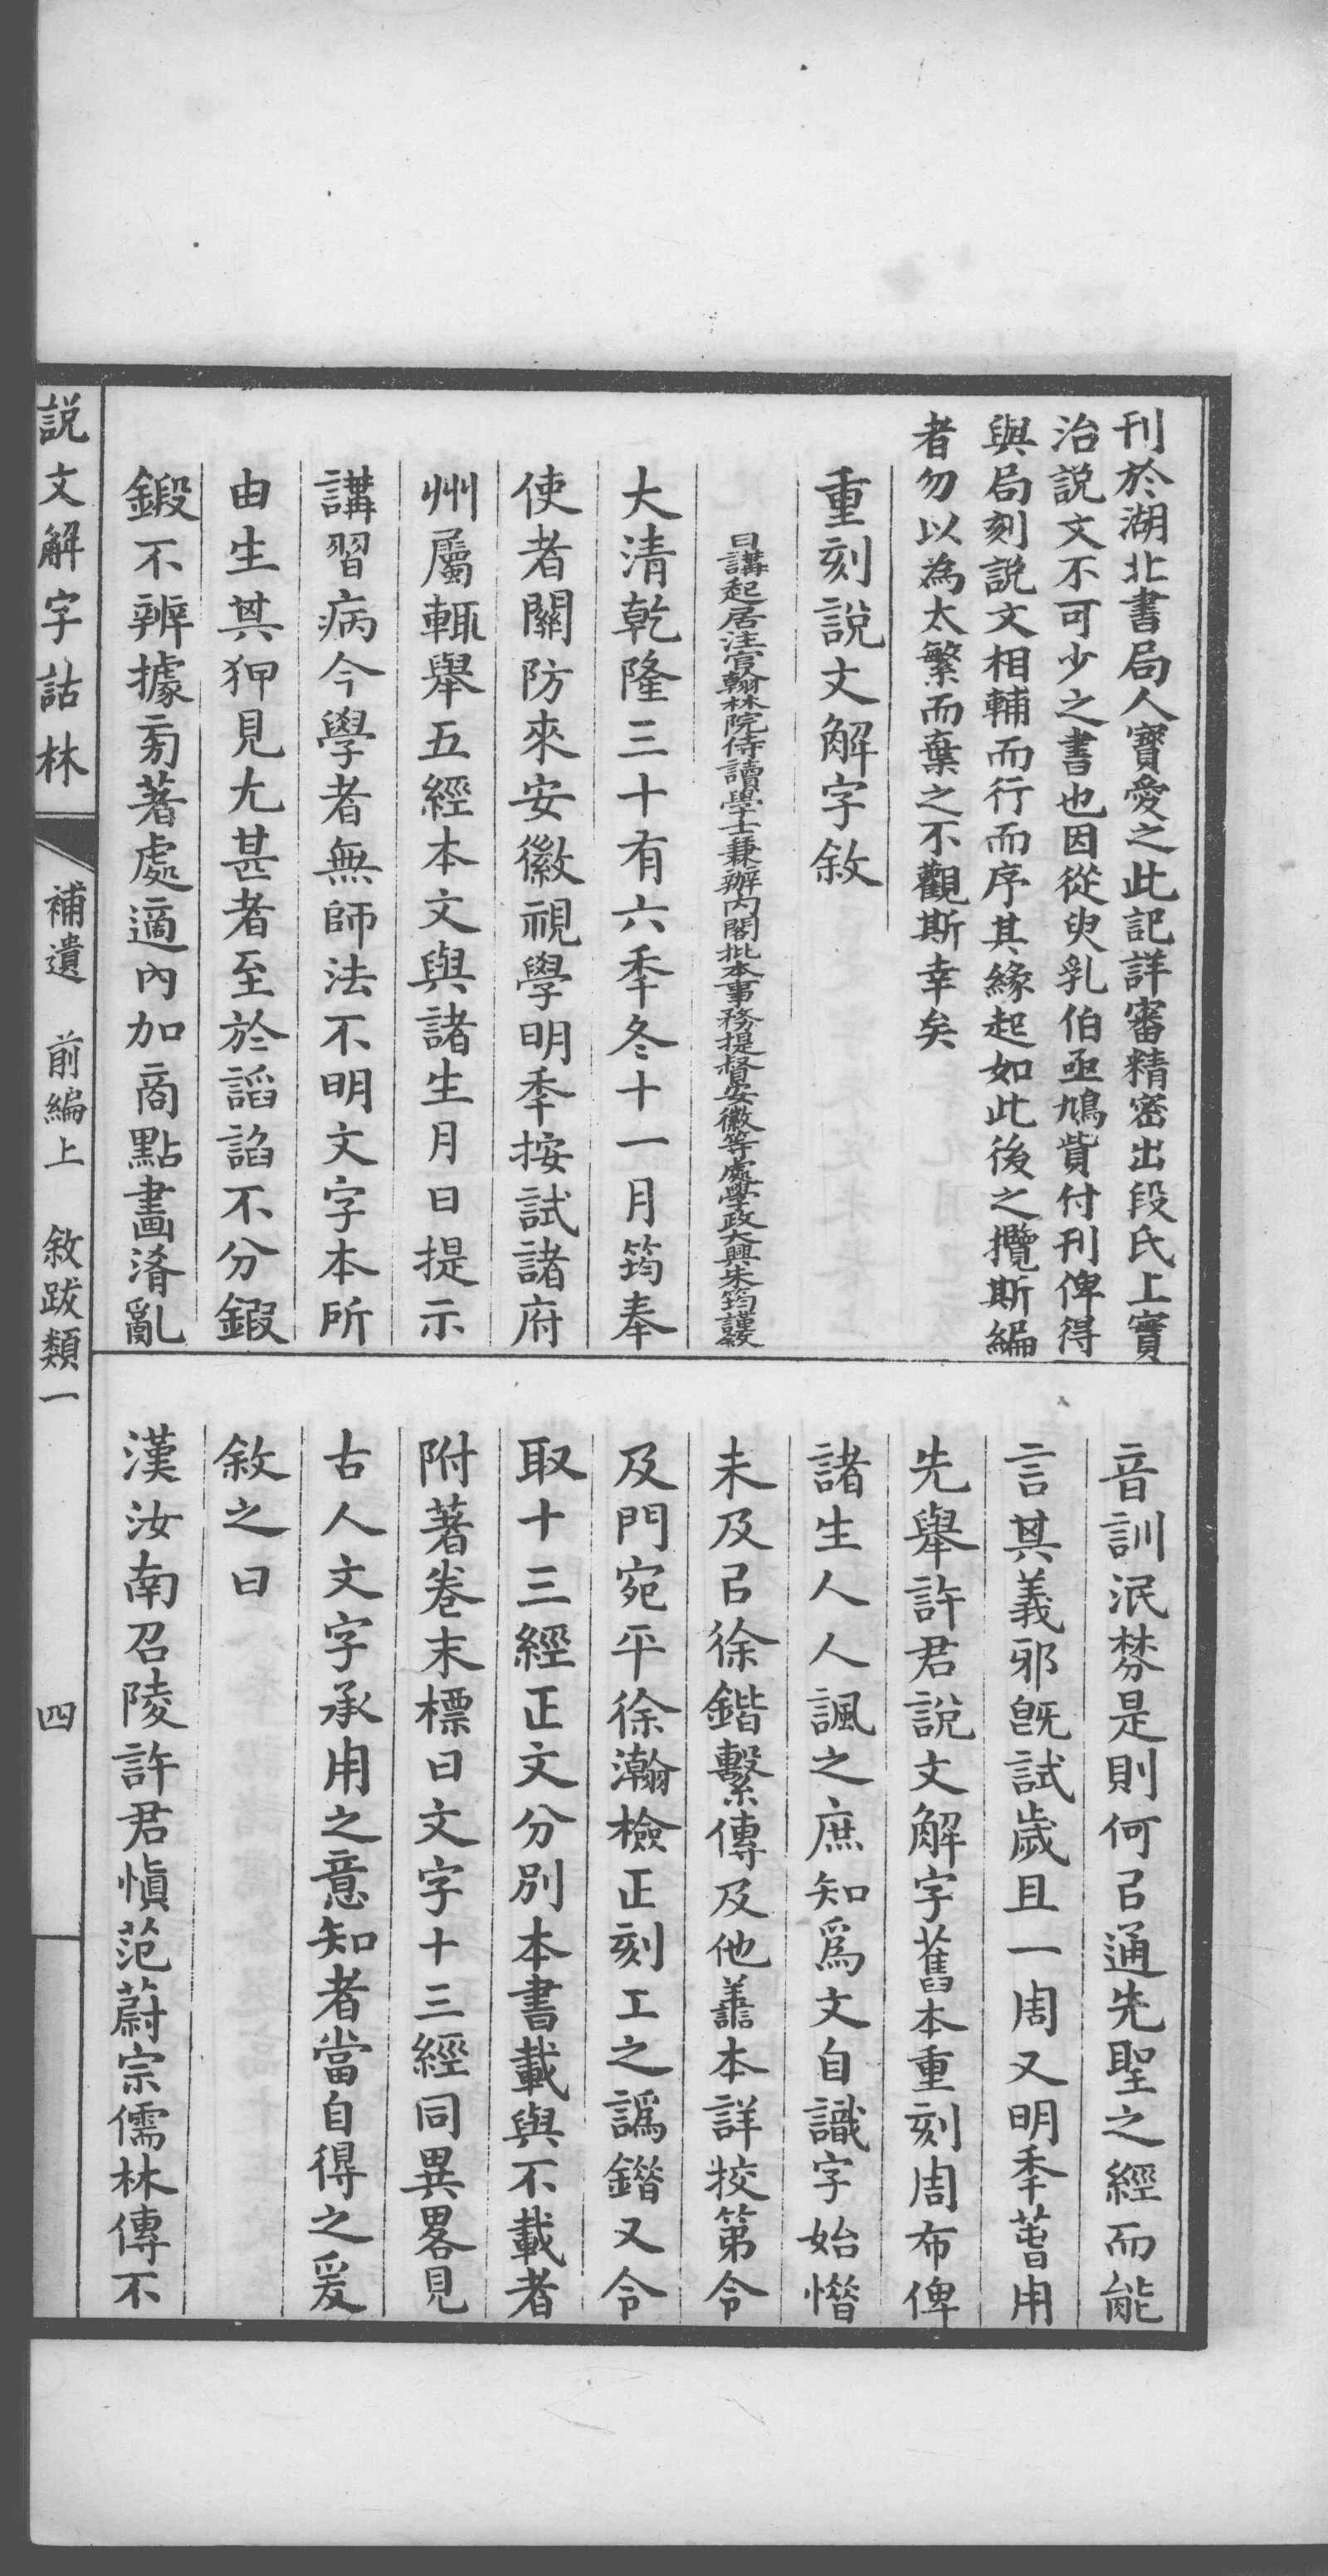 刊於湖北書局人寶愛之此記詳審精密出段氏上實
治說文不可少之書也因從臾乳伯亟鳩貲付刊俾得
與局刻說文相輔而行而序其緣起如此後之攬斯編
者勿以為太繁而棄之不觀斯幸矣
重刻說文解字敘
日講起居注官翰林院侍讀學士兼辦內閣批本事務提督安徽等處學政大興朱筠謹敘
大清乾隆三十有六秊冬十一月筠奉
使者關防來安徽視學明秊按試諸府
州屬輒舉五經本文與諸生月日提示
講習病今學者無師法不明文字本所
由生其狎見尤甚者至於謟諂不分鍜
鍛不辨據㫄著處適內加商點畫淆亂
音訓泯棼是則何㠯通先聖之經而能
言其義邪旣試歲且一周又明秊䒻用
先舉許君說文解字舊本重刻周布俾
諸生人人諷之庶知爲文自識字始惜
未及㠯徐鍇繫傳及他譱本詳挍第令
及門宛平徐瀚檢正刻工之譌鍇又令
取十三經正文分別本書載與不載者
附著卷末標曰文字十三經同異畧見
古人文字承用之意知者當自得之爰
敘之曰
漢汝南召陵許君愼范蔚宗儒林傳不
說文解字詁林 補遺 前編上 敘跋類一 四